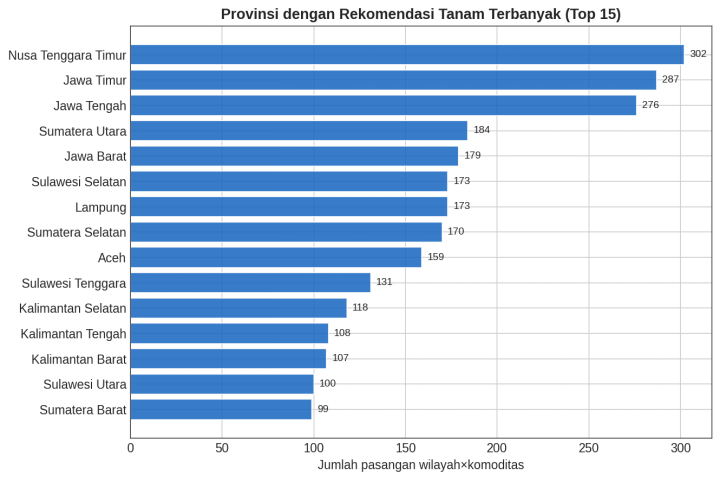 Provinsi dengan Rekomendasi Tanam Terbanyak (Top 15)
Nusa Tenggara Timur 302
Jawa Timur 287
Jawa Tengah 276
Sumatera Utara 184
Jawa Barat 179
Sulawesi Selatan 173
Lampung 173
Sumatera Selatan 170
Aceh 159
Sulawesi Tenggara 131
Kalimantan Selatan 118
Kalimantan Tengah 108
Kalimantan Barat 107
Sulawesi Utara 100
Sumatera Barat 99
0 50 100 150 200 250 300
Jumlah pasangan wilayah×komoditas